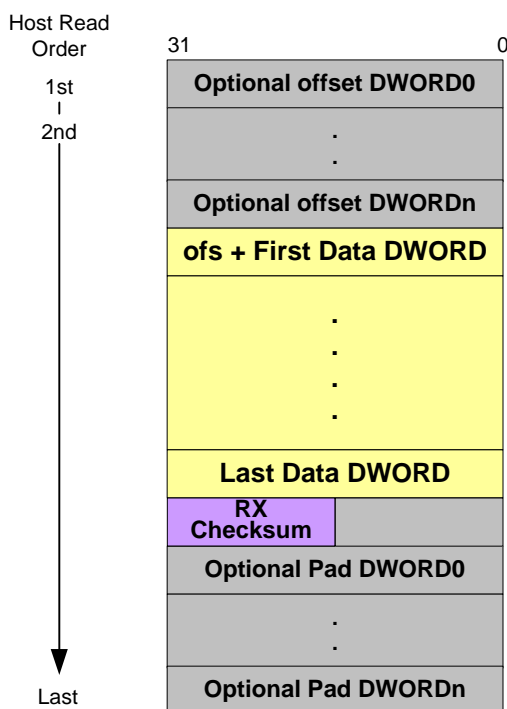 Host Read
Order
31
0
1st
2nd
Optional offset DWORD0
.
.
Optional offset DWORDn
ofs + First Data DWORD
.
.
.
.
Last Data DWORD
RX
Checksum
Optional Pad DWORD0
.
.
Optional Pad DWORDn
Last